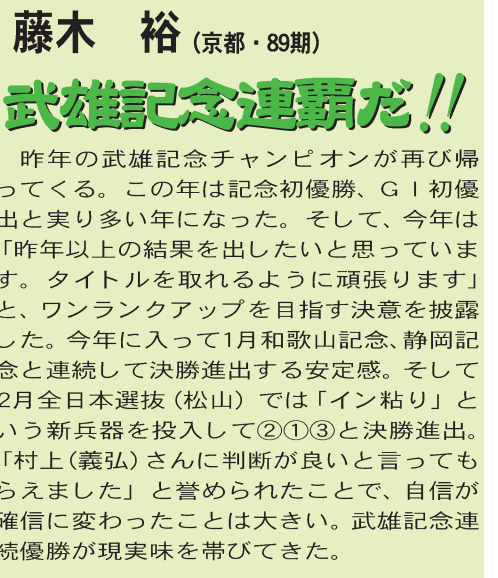 藤木　裕（京都・89期）
武雄記念連覇だ!!
　昨年の武雄記念チャンピオンが再び帰
ってくる。この年は記念初優勝、ＧⅠ初優
出と実り多い年になった。そして、今年は
「昨年以上の結果を出したいと思っていま
す。タイトルを取れるように頑張ります」
と、ワンランクアップを目指す決意を披露
した。今年に入って1月和歌山記念、静岡記
念と連続して決勝進出する安定感。そして
2月全日本選抜（松山）では「イン粘り」と
いう新兵器を投入して②①③と決勝進出。
「村上（義弘）さんに判断が良いと言っても
らえました」と誉められたことで、自信が
確信に変わったことは大きい。武雄記念連
続優勝が現実味を帯びてきた。